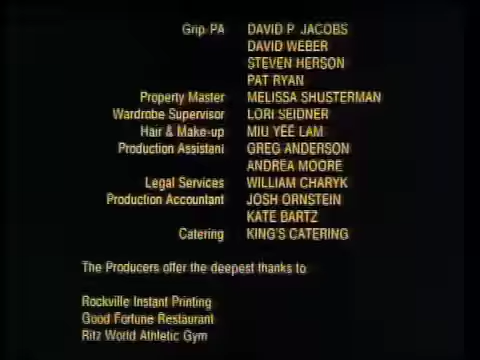 Grip PA DAVID P. JACOBS
DAVID WEBER
STEVEN HERSON
PAT RYAN
Property Master MELISSA SHUSTERMAN
Wardrobe Supervisor LORI SEIDNER
Hair & Make-up MIU YEE LAM
Production Assistant GREG ANDERSON
ANDREA MOORE
Legal Services WILLIAM CHARYK
Production Accountant JOSH ORNSTEIN
KATE BARTZ
Catering KING'S CATERING
The Producers offer the deepest thanks to
Rockville Instant Printing
Good Fortune Restaurant
Ritz World Athletic Gym